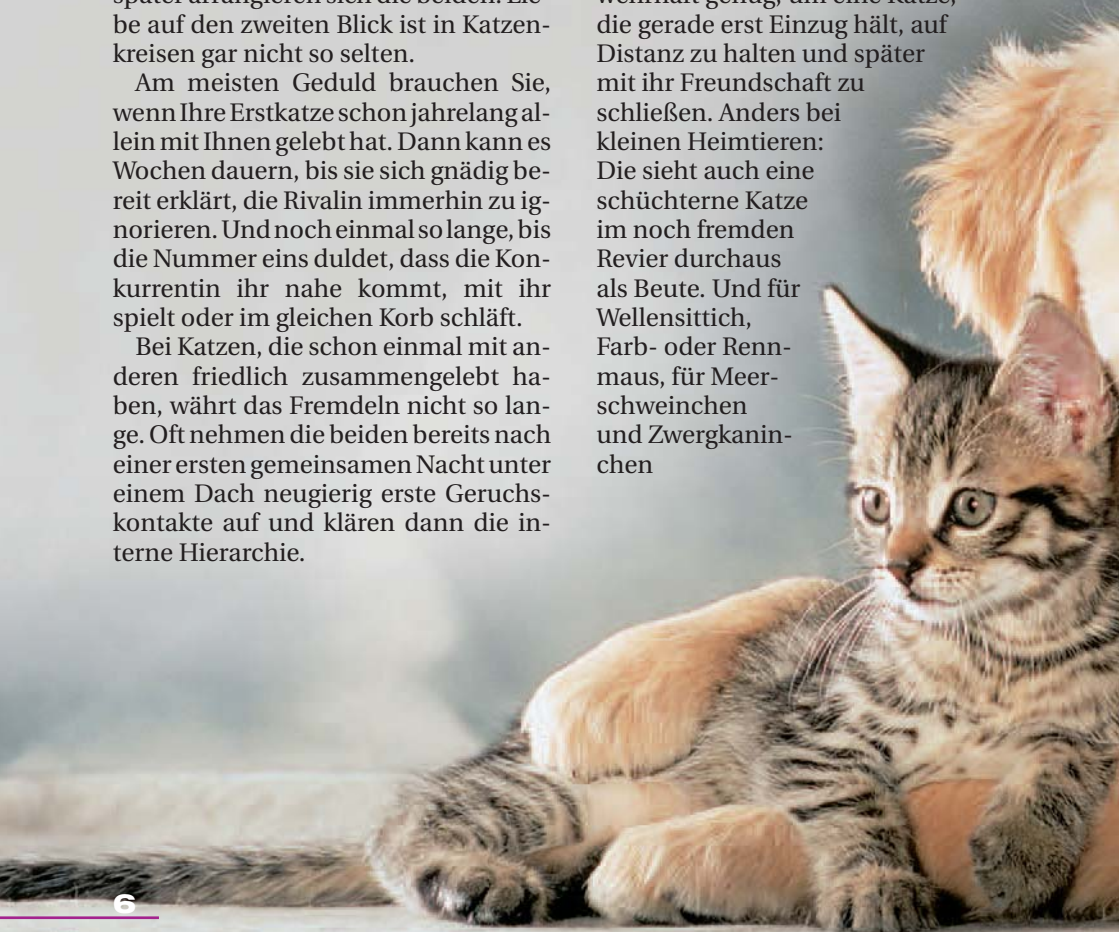 später arrangieren sich die beiden. Lie-
be auf den zweiten Blick ist in Katzen-
kreisen gar nicht so selten.
Am meisten Geduld brauchen Sie,
wenn Ihre Erstkatze schon jahrelang al-
lein mit Ihnen gelebt hat. Dann kann es
Wochen dauern, bis sie sich gnädig be-
reit erklärt, die Rivalin immerhin zu ig-
norieren. Und noch einmal so lange, bis
die Nummer eins duldet, dass die Kon-
kurrentin ihr nahe kommt, mit ihr
spielt oder im gleichen Korb schläft.
Bei Katzen, die schon einmal mit an-
deren friedlich zusammengelebt ha-
ben, währt das Fremdeln nicht so lan-
ge. Oft nehmen die beiden bereits nach
einer ersten gemeinsamen Nacht unter
einem Dach neugierig erste Geruchs-
kontakte auf und klären dann die in-
terne Hierarchie.
wehrhaft genug, um eine Katze,
die gerade erst Einzug hält, auf
Distanz zu halten und später
mit ihr Freundschaft zu
schließen. Anders bei
kleinen Heimtieren:
Die sieht auch eine
schüchterne Katze
im noch fremden
Revier durchaus
als Beute. Und für
Wellensittich,
Farb- oder Renn-
maus, für Meer-
schweinchen
und Zwergkanin-
chen
6